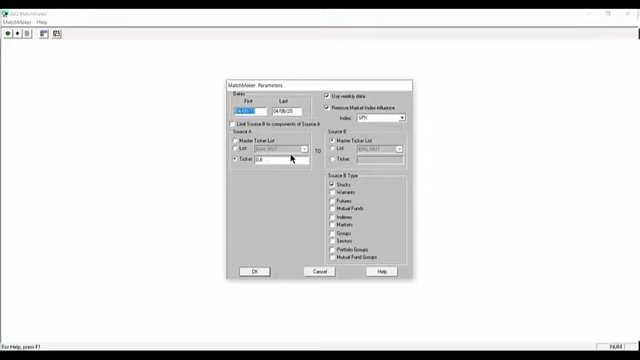 AIQ MatchMaker
MatchMaker Help
MatchMaker Parameters
Dates
First Last
04/06/20
Use weekly data
Remove Market Index influence
Index: SPX
Limit Source B to components of Source A
Source A
Master Ticker List
List
Ticker
TO
Source B
Master Ticker List
List
Ticker
Source B Type
Stocks
Warrants
Futures
Mutual Funds
Indexes
Markets
Groups
Sectors
Portfolio Groups
Mutual Fund Groups
OK Cancel Help
For Help, press F1
NUM